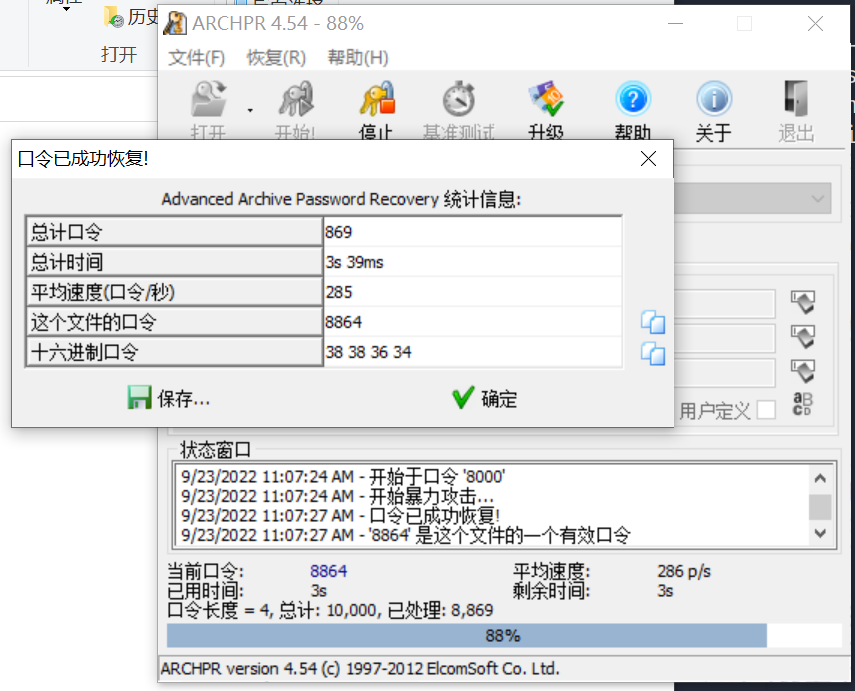 历史
打开
ARCHPR 4.54 - 88%
文件(F) 恢复(R) 帮助(H)
打开 开始! 停止 基准测试 升级 帮助 关于 退出
口令已成功恢复!
Advanced Archive Password Recovery 统计信息:
总计口令 869
总计时间 3s 39ms
平均速度(口令/秒) 285
这个文件的口令 8864
十六进制口令 38 38 36 34
保存... 确定
用户定义
状态窗口
9/23/2022 11:07:24 AM - 开始于口令 '8000'
9/23/2022 11:07:24 AM - 开始暴力攻击...
9/23/2022 11:07:27 AM - 口令已成功恢复!
9/23/2022 11:07:27 AM - '8864' 是这个文件的一个有效口令
当前口令: 8864 平均速度: 286 p/s
已用时间: 3s 剩余时间: 3s
口令长度 = 4, 总计: 10,000, 已处理: 8,869
88%
ARCHPR version 4.54 (c) 1997-2012 ElcomSoft Co. Ltd.